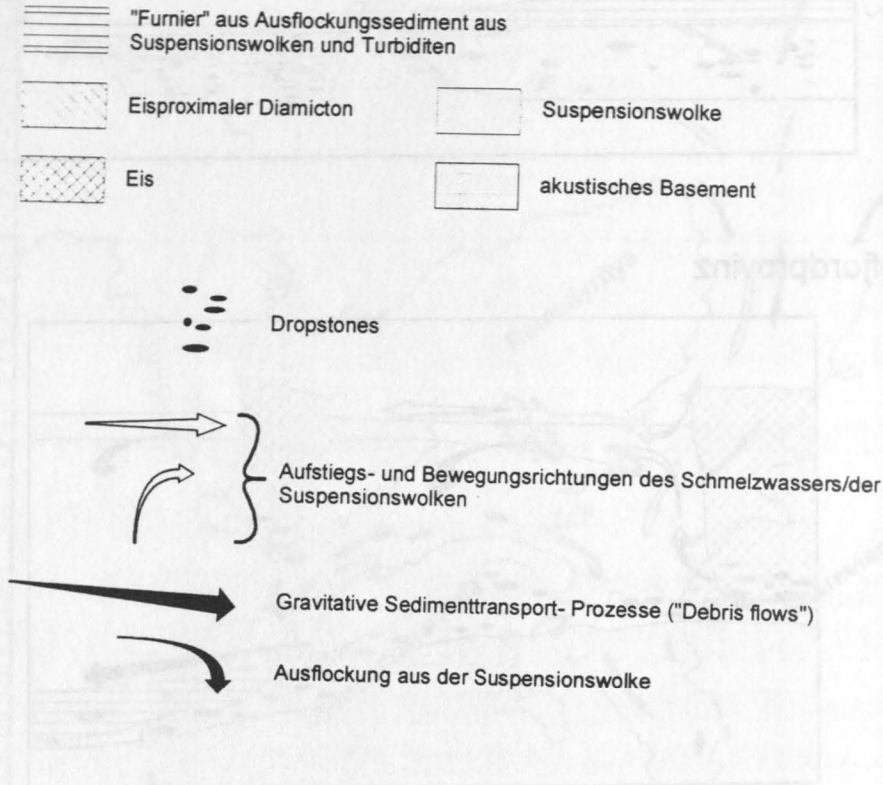 "Furnier" aus Ausflockungssediment aus
Suspensionswolken und Turbiditen
Eisproximaler Diamicton
Suspensionswolke
Eis
akustisches Basement
fjordprovinz
Dropstones
Aufstiegs- und Bewegungsrichtungen des Schmelzwassers/der
Suspensionswolken
Gravitative Sedimenttransport- Prozesse ("Debris flows")
Ausflockung aus der Suspensionswolke